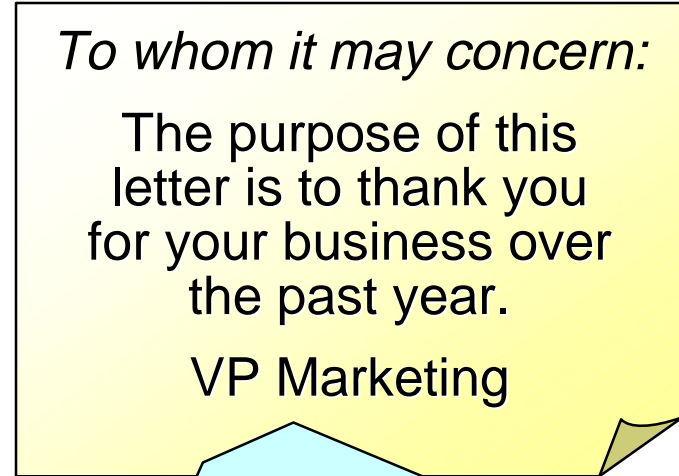 To whom it may concern:
The purpose of this
letter is to thank you
for your business over
the past year.
VP Marketing